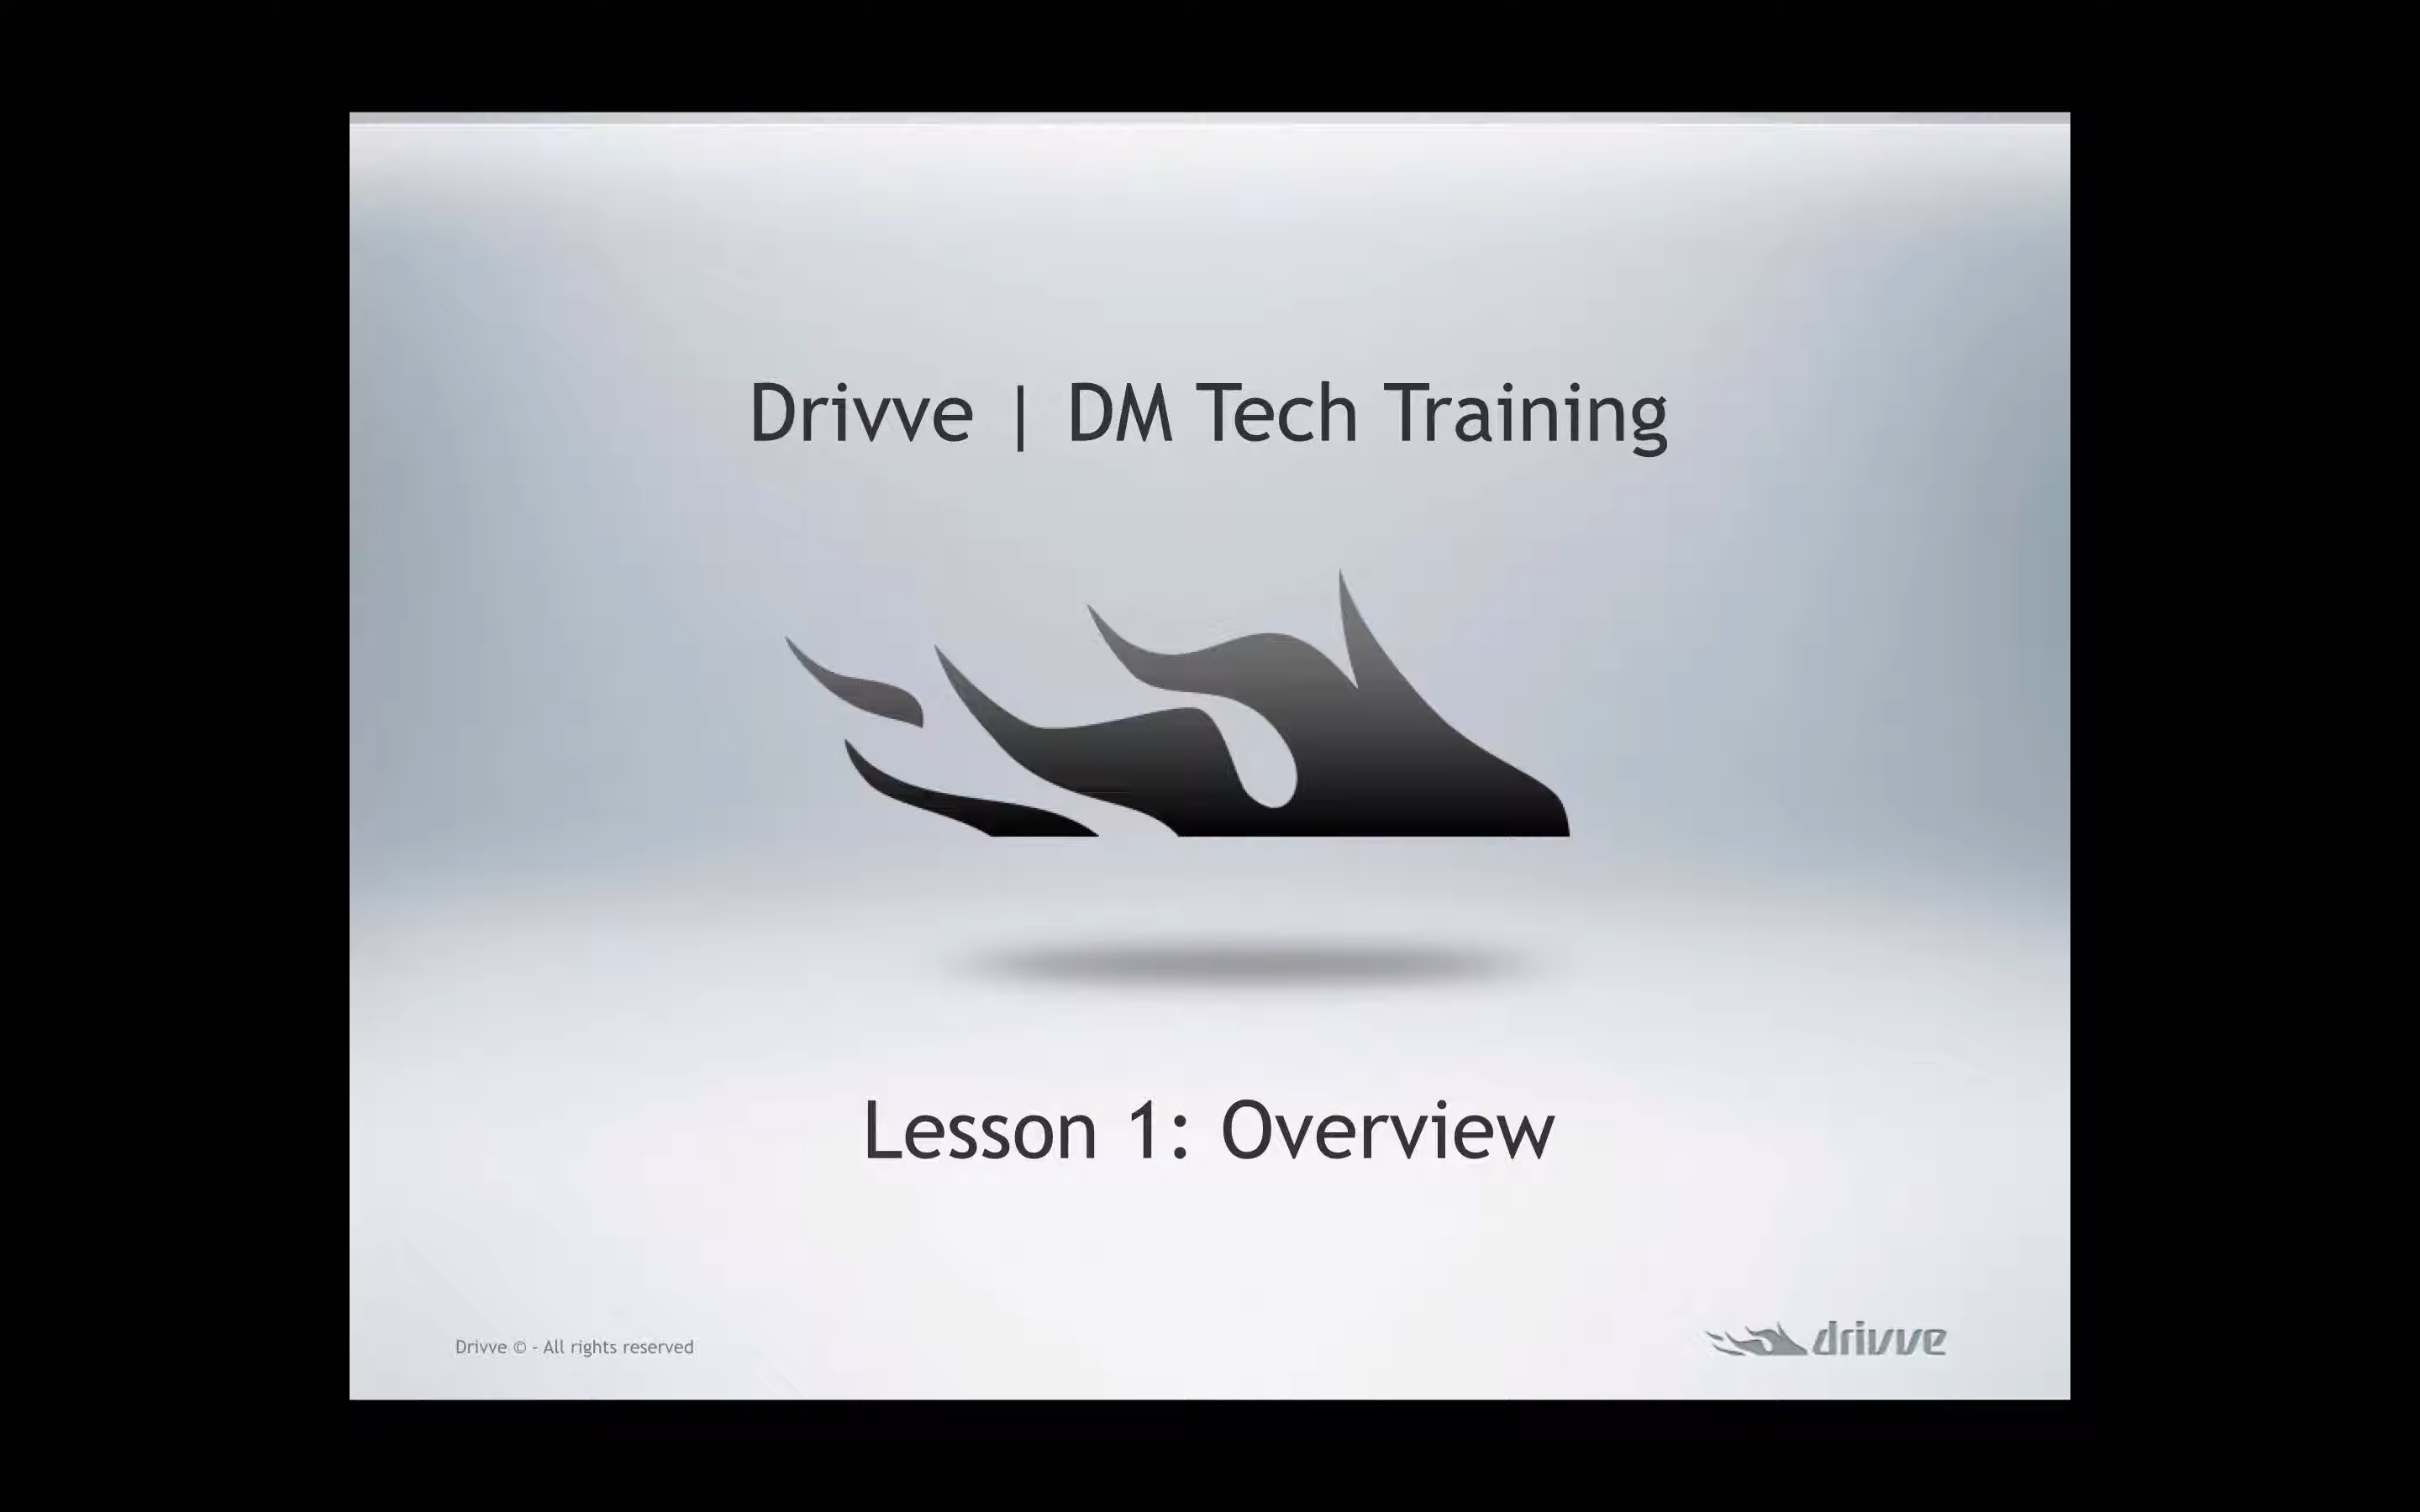 Drivve | DM Tech Training
Lesson 1: Overview
Drivve © - All rights reserved
drivve